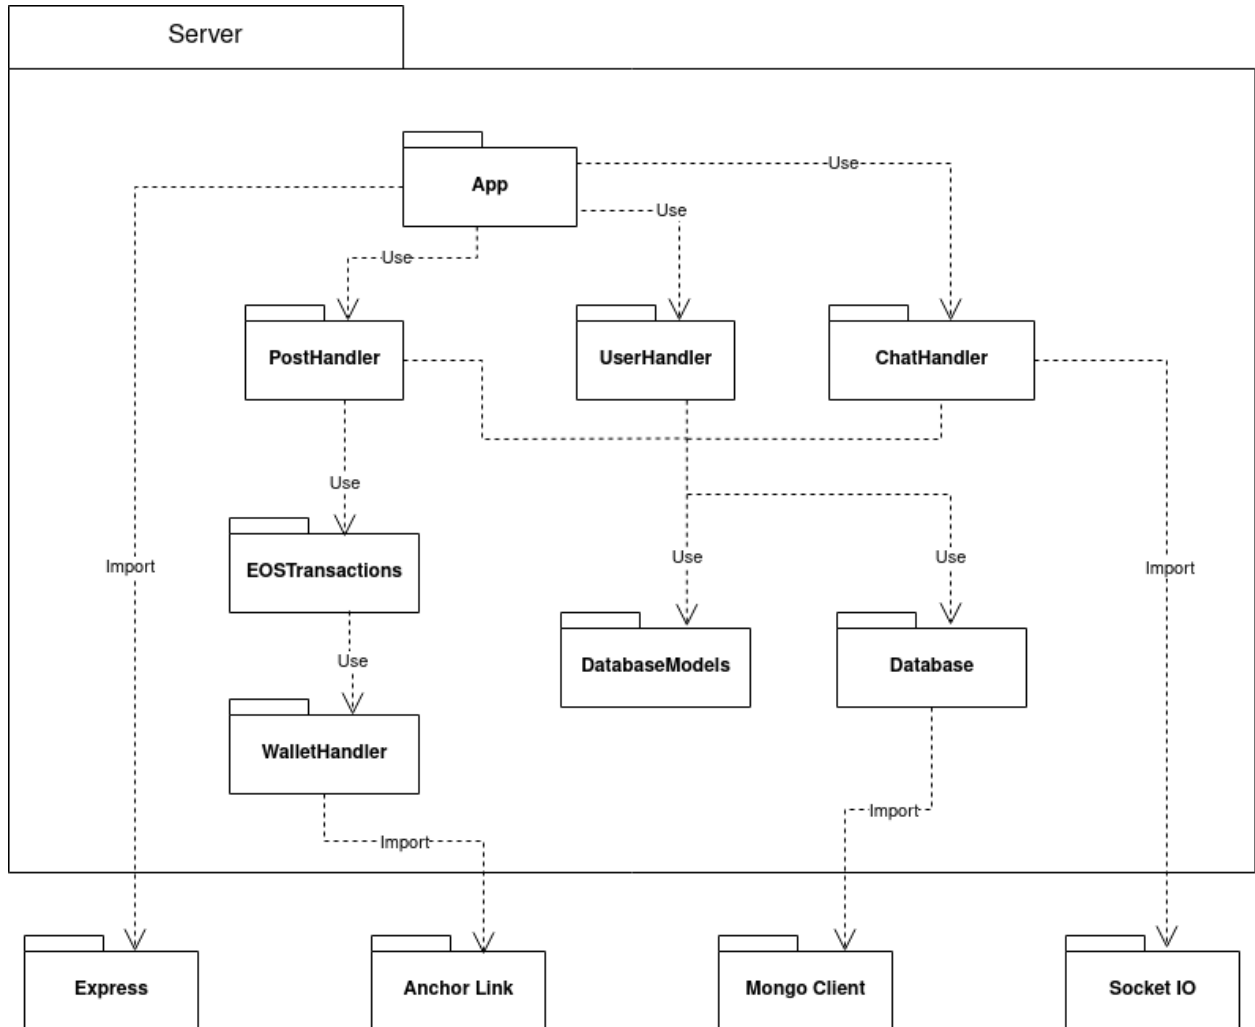 Server
App
Use
Use
Use
PostHandler
UserHandler
ChatHandler
Use
EOSTransactions
Use
Use
Import
Import
Use
DatabaseModels
Database
WalletHandler
Import
Import
Express
Anchor Link
Mongo Client
Socket IO